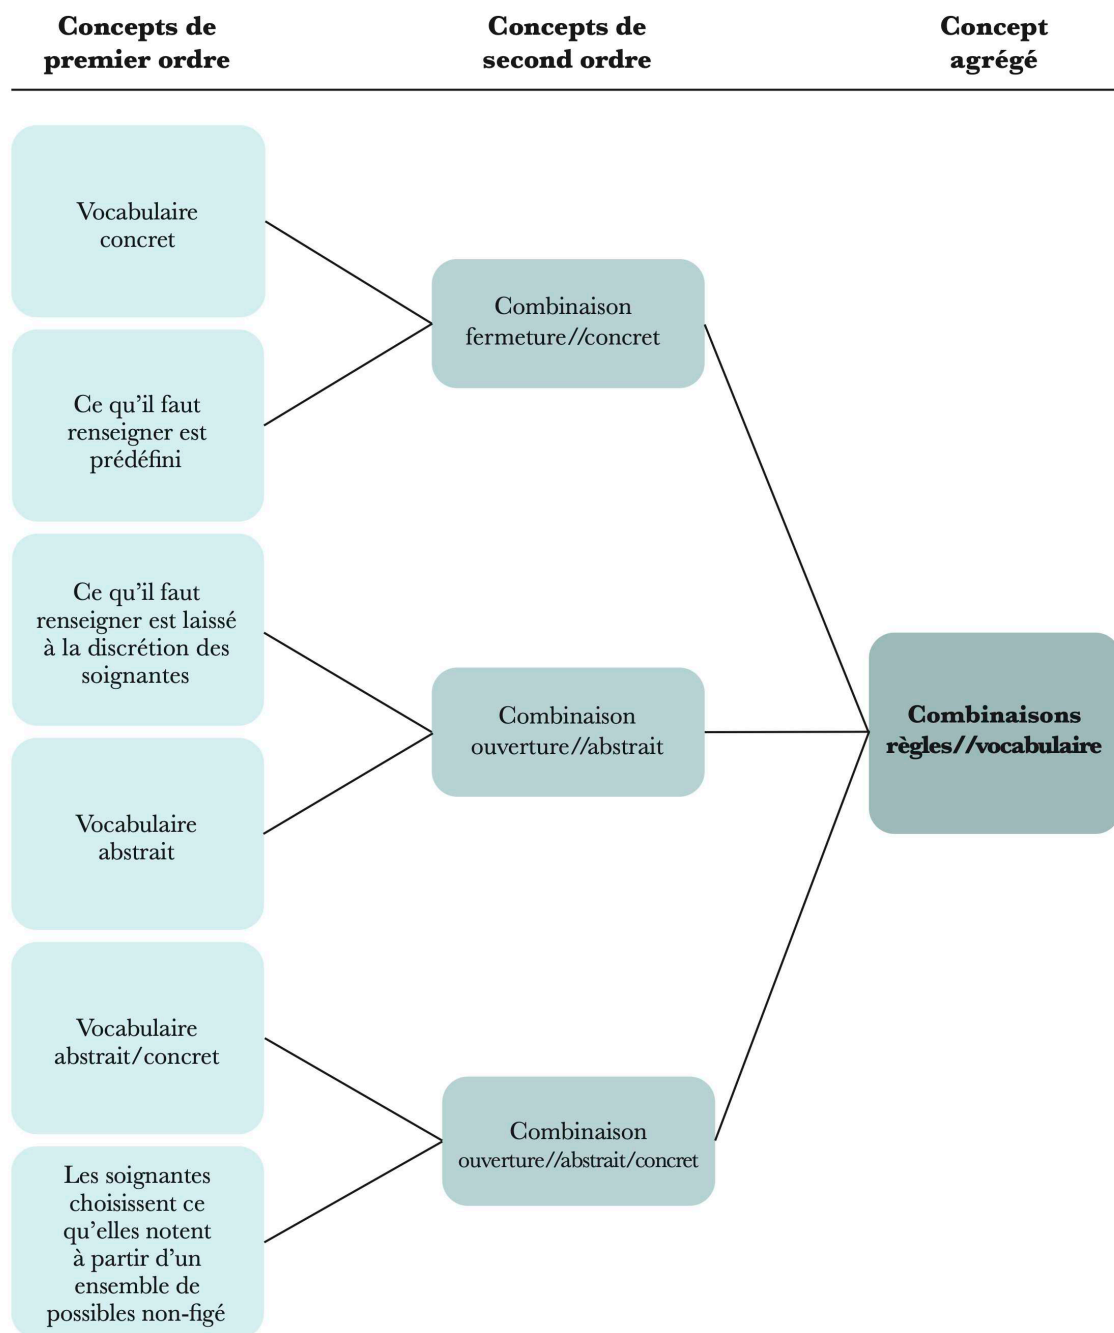 Concepts de
premier ordre
Concepts de
second ordre
Concept
agrégé
Vocabulaire
concret
Ce qu’il faut
renseigner est
prédéfini
Ce qu’il faut
renseigner est laissé
à la discrétion des
soignantes
Vocabulaire
abstrait
Vocabulaire
abstrait/concret
Les soignantes
choisissent ce
qu’elles notent
à partir d’un
ensemble de
possibles non-figé
Combinaison
fermeture//concret
Combinaison
ouverture//abstrait
Combinaison
ouverture//abstrait/concret
Combinaisons
règles//vocabulaire